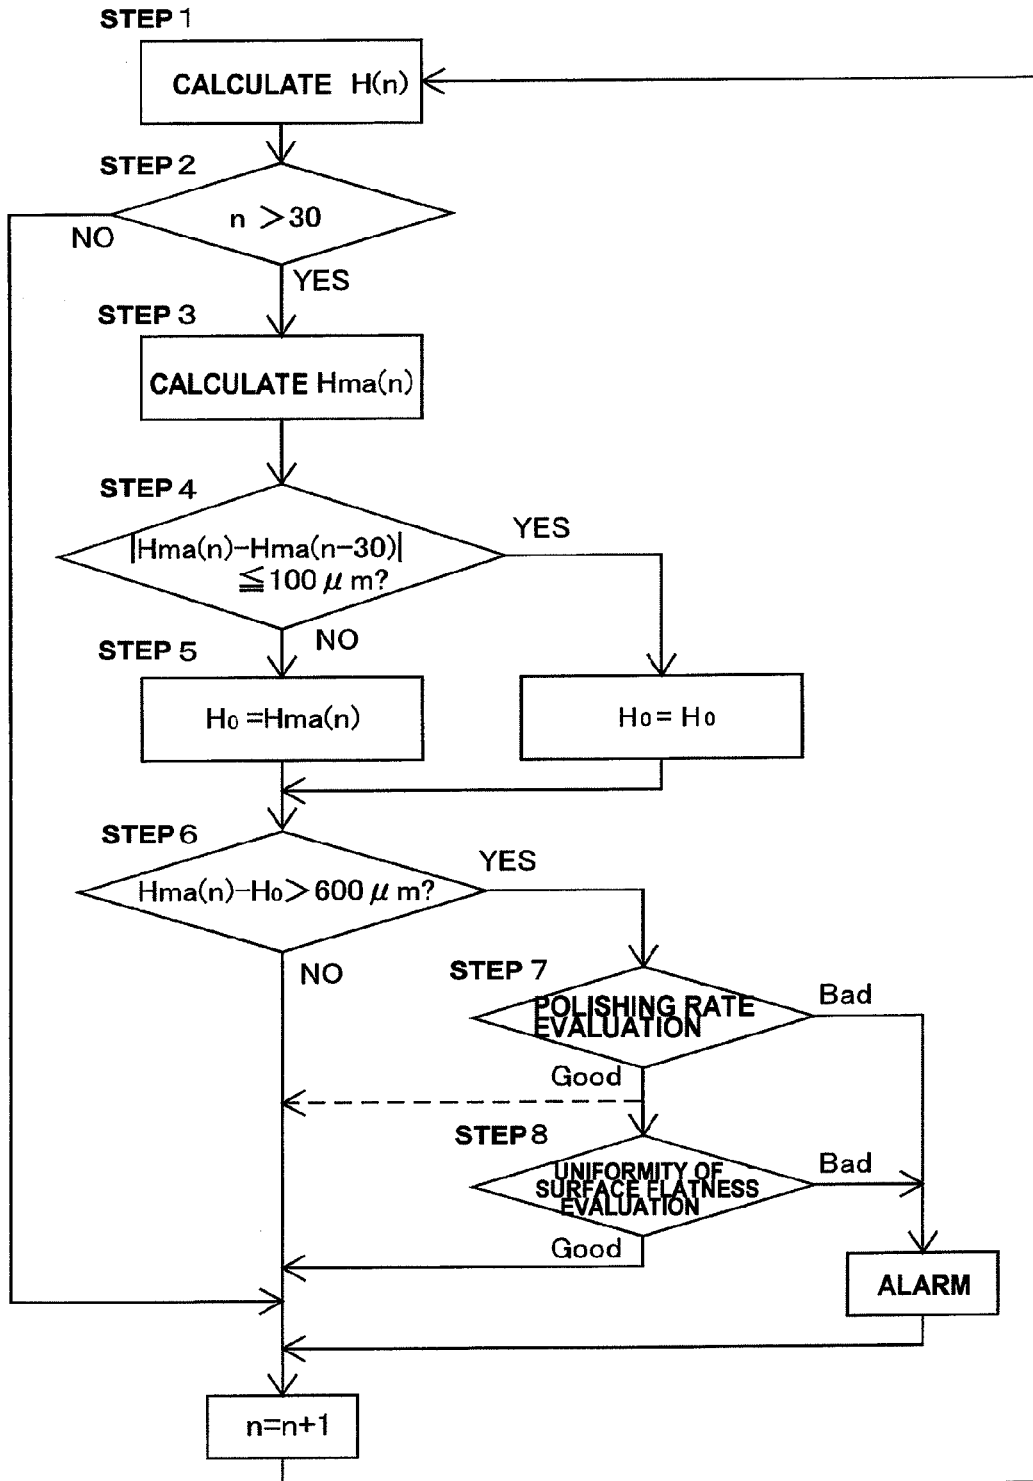 STEP 1
CALCULATE H(n)
STEP 2
n >30
NO
YES
STEP 3
CALCULATE Hma(n)
STEP 4
YES
|Hma(n)-Hma(n-30)|
≦100 μ m?
NO
STEP 5
H₀ =Hma(n)
H₀ = H₀
STEP 6
YES
Hma(n)-H₀> 600 μ m?
NO
STEP 7
Bad
POLISHING RATE
EVALUATION
Good
STEP 8
Bad
UNIFORMITY OF
SURFACE FLATNESS
EVALUATION
Good
ALARM
n=n+1